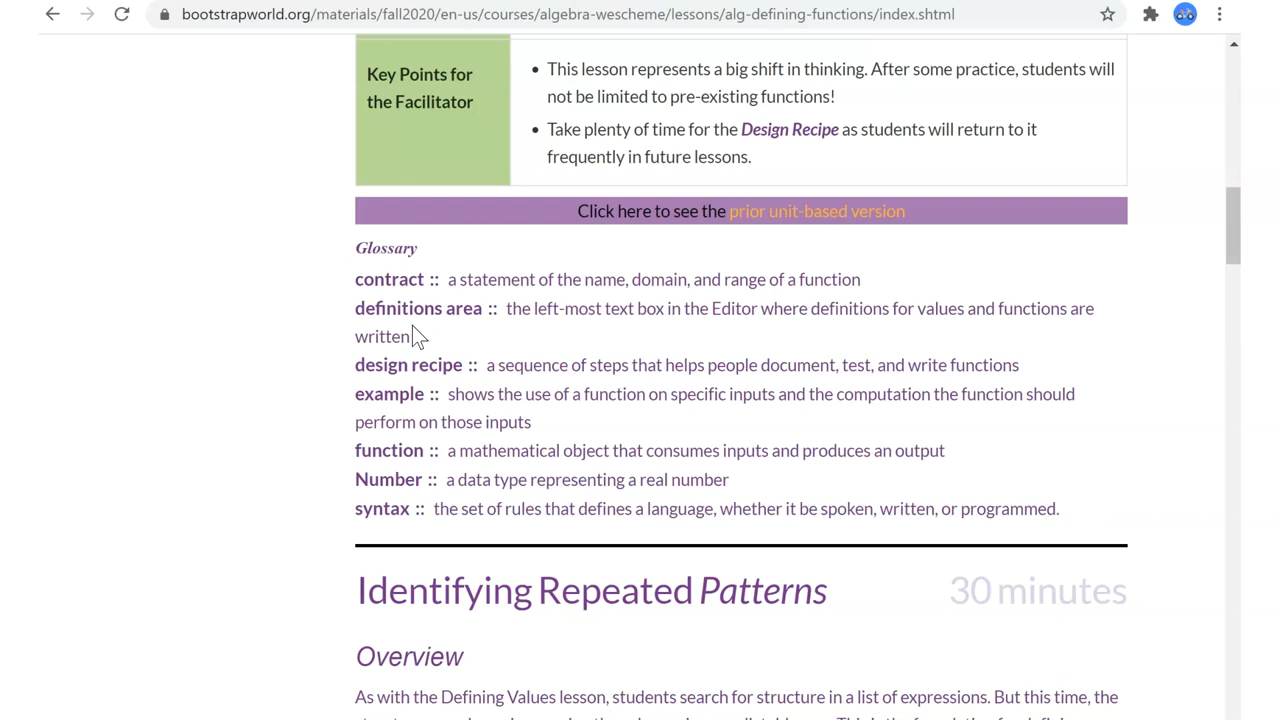 bootstrapworld.org/materials/fall2020/en-us/courses/algebra-wescheme/lessons/alg-defining-functions/index.shtml
Key Points for
the Facilitator
• This lesson represents a big shift in thinking. After some practice, students will
not be limited to pre-existing functions!
• Take plenty of time for the Design Recipe as students will return to it
frequently in future lessons.
Click here to see the prior unit-based version
Glossary
contract :: a statement of the name, domain, and range of a function
definitions area :: the left-most text box in the Editor where definitions for values and functions are
written
design recipe :: a sequence of steps that helps people document, test, and write functions
example :: shows the use of a function on specific inputs and the computation the function should
perform on those inputs
function :: a mathematical object that consumes inputs and produces an output
Number :: a data type representing a real number
syntax :: the set of rules that defines a language, whether it be spoken, written, or programmed.
Identifying Repeated Patterns 30 minutes
Overview
As with the Defining Values lesson, students search for structure in a list of expressions. But this time, the